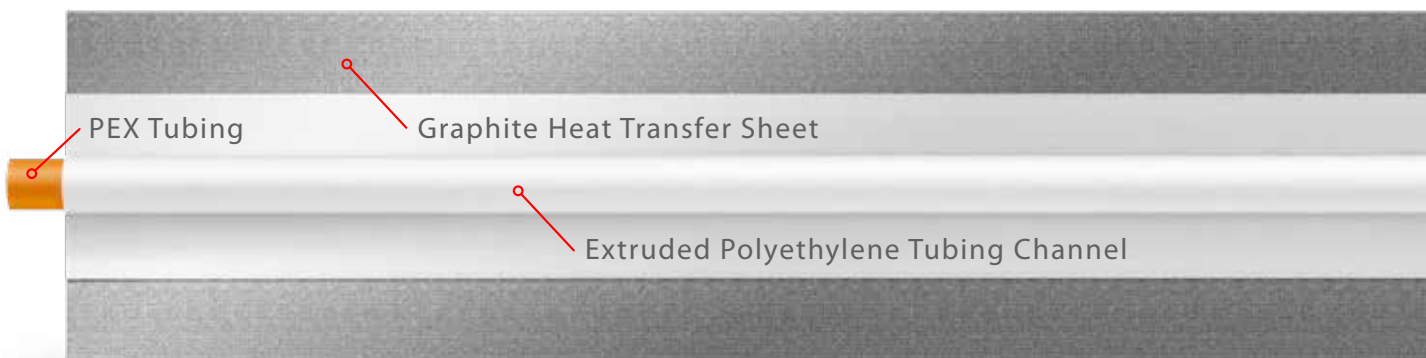 PEX Tubing
Graphite Heat Transfer Sheet
Extruded Polyethylene Tubing Channel